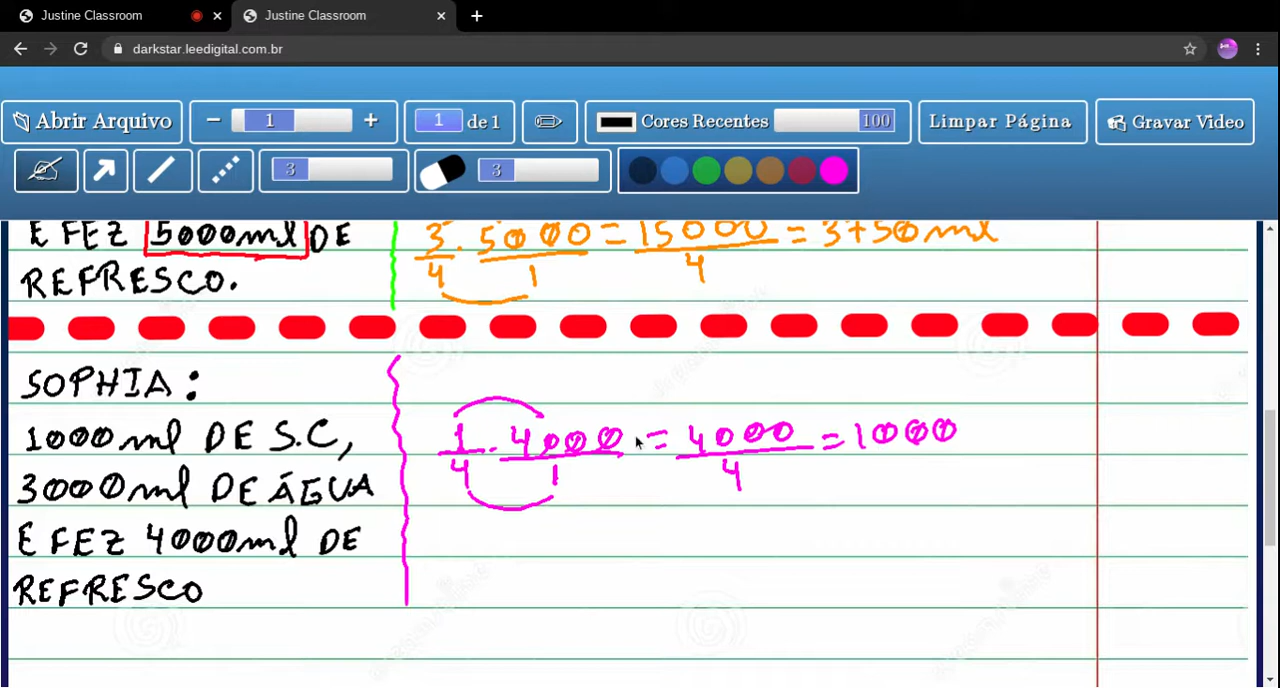 Justine Classroom
Justine Classroom
darkstar.leedigital.com.br
Abrir Arquivo
− 1 +
1 de 1
Cores Recentes
100
Limpar Página
Gravar Video
3
3
E FEZ 5000ml DE
REFRESCO.
3/4 . 5000/1 = 15000/4 = 3750ml
SOPHIA:
1000ml DE S.C,
3000ml DE ÁGUA
E FEZ 4000ml DE
REFRESCO
1/4 . 4000/1 = 4000/4 = 1000